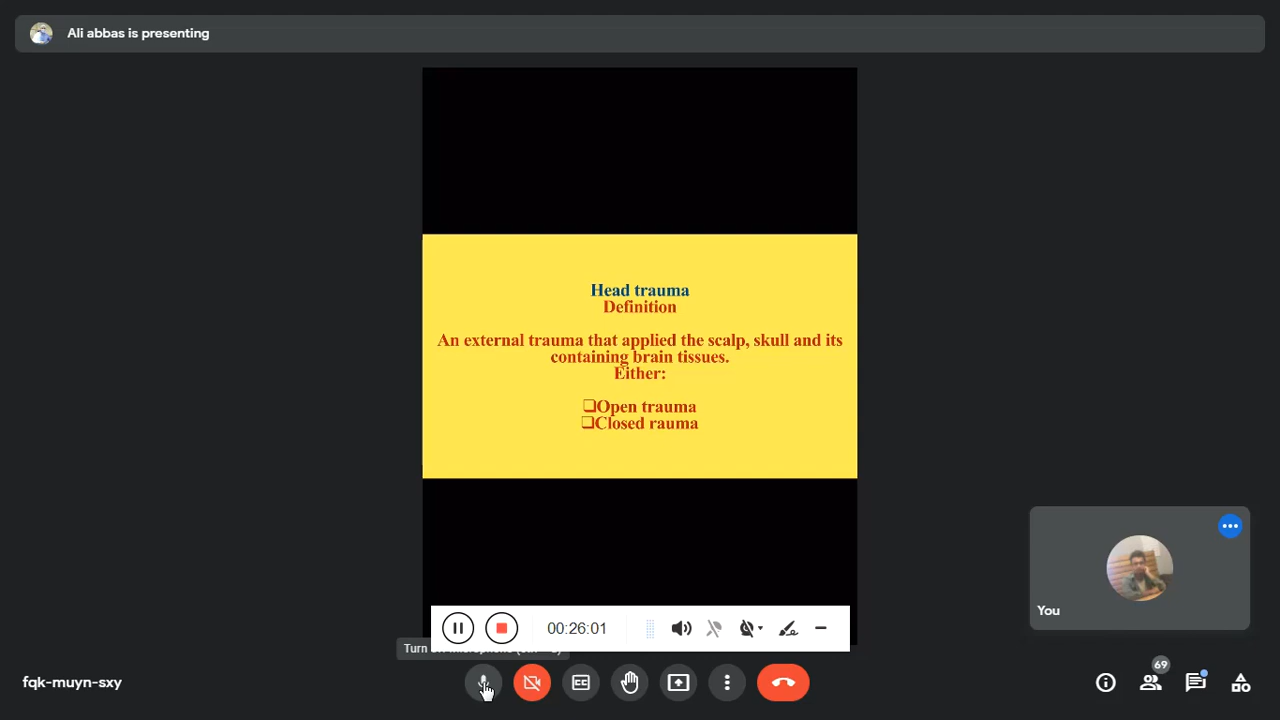 Ali abbas is presenting
Head trauma
Definition
An external trauma that applied the scalp, skull and its
containing brain tissues.
Either:
❑Open trauma
❑Closed rauma
You
00:26:01
Turn
fqk-muyn-sxy
CC
69